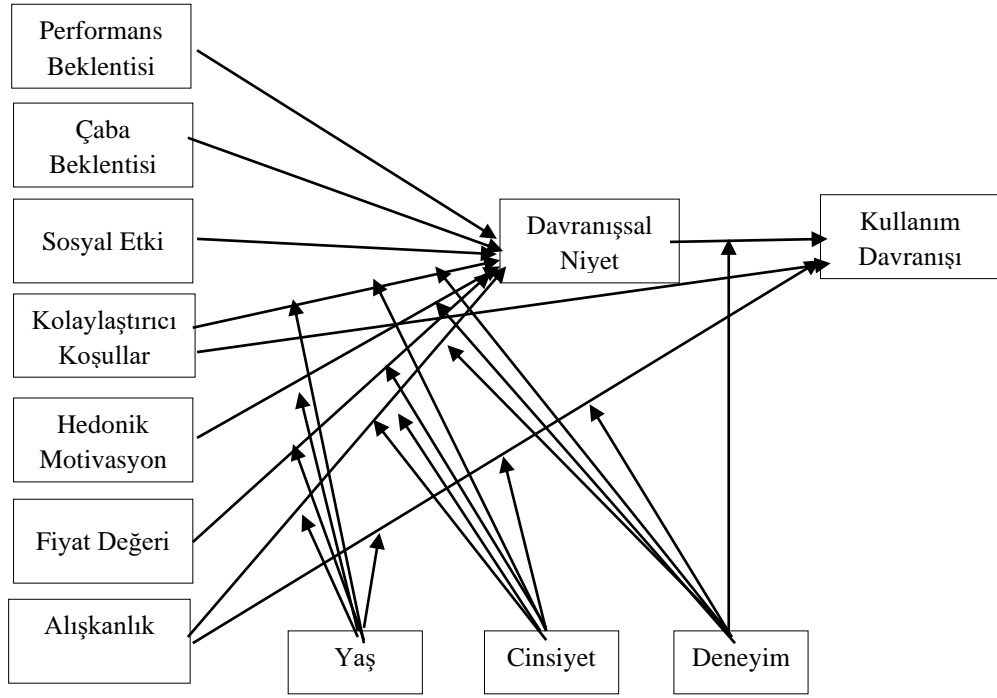 Performans
Beklentisi
Çaba
Beklentisi
Sosyal Etki
Kolaylaştırıcı
Koşullar
Hedonik
Motivasyon
Fiyat Değeri
Alışkanlık
Davranışsal
Niyet
Kullanım
Davranışı
Yaş
Cinsiyet
Deneyim